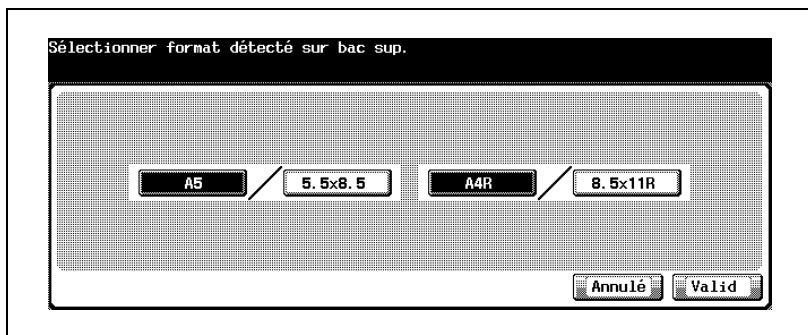 Sélectionner format détecté sur bac sup.
A5 / 5.5x8.5 A4R / 8.5x11R
Annulé Valid